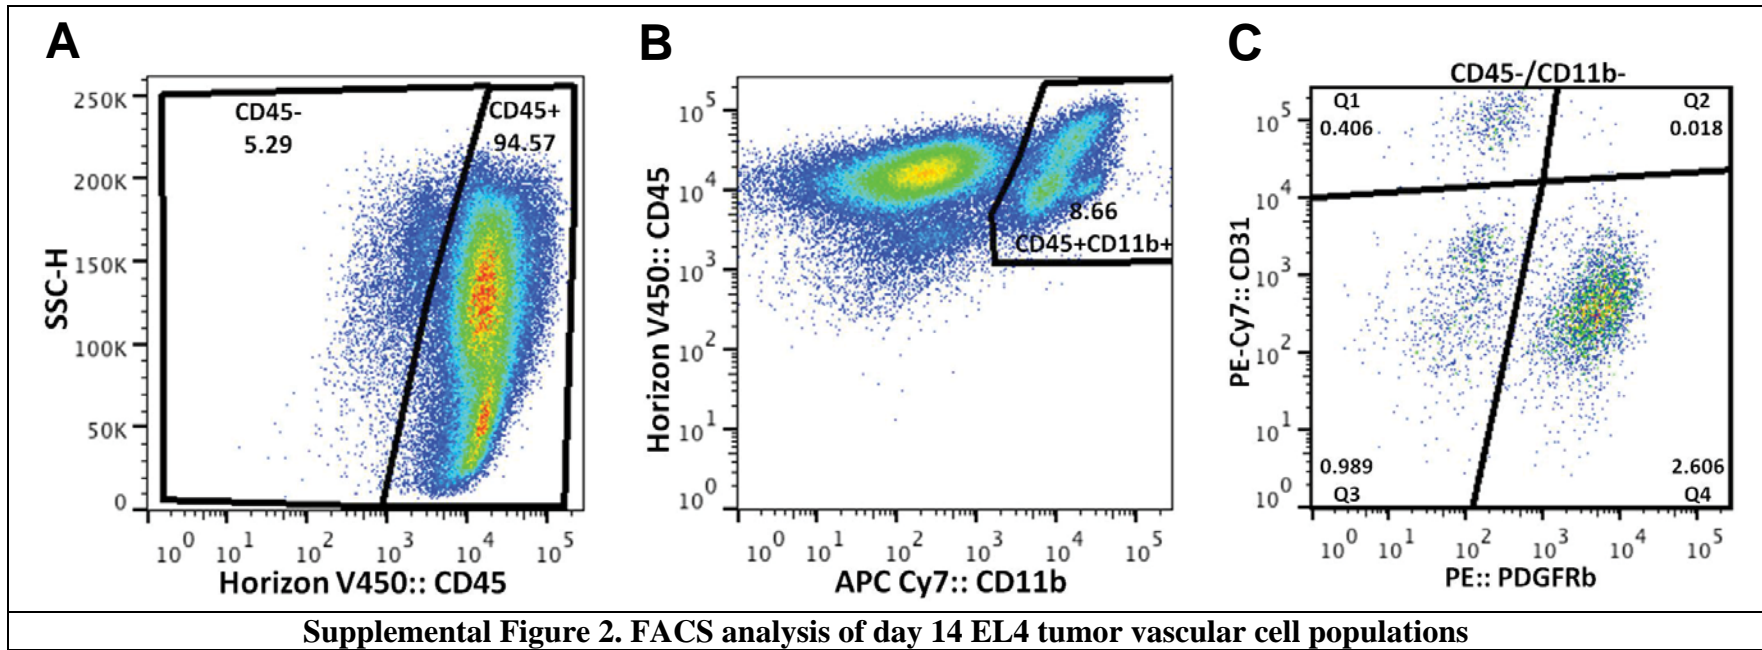 A
CD45-
5.29
CD45+
94.57
250K
200K
150K
100K
50K
0
SSC-H
10^0 10^1 10^2 10^3 10^4 10^5
Horizon V450:: CD45
B
10^5
10^4
10^3
10^2
10^1
10^0
Horizon V450:: CD45
8.66
CD45+CD11b+
10^0 10^1 10^2 10^3 10^4 10^5
APC Cy7:: CD11b
C
CD45-/CD11b-
Q1
0.406
Q2
0.018
10^5
10^4
10^3
10^2
10^1
10^0
PE-Cy7:: CD31
0.989
Q3
2.606
Q4
10^0 10^1 10^2 10^3 10^4 10^5
PE:: PDGFRb
Supplemental Figure 2. FACS analysis of day 14 EL4 tumor vascular cell populations